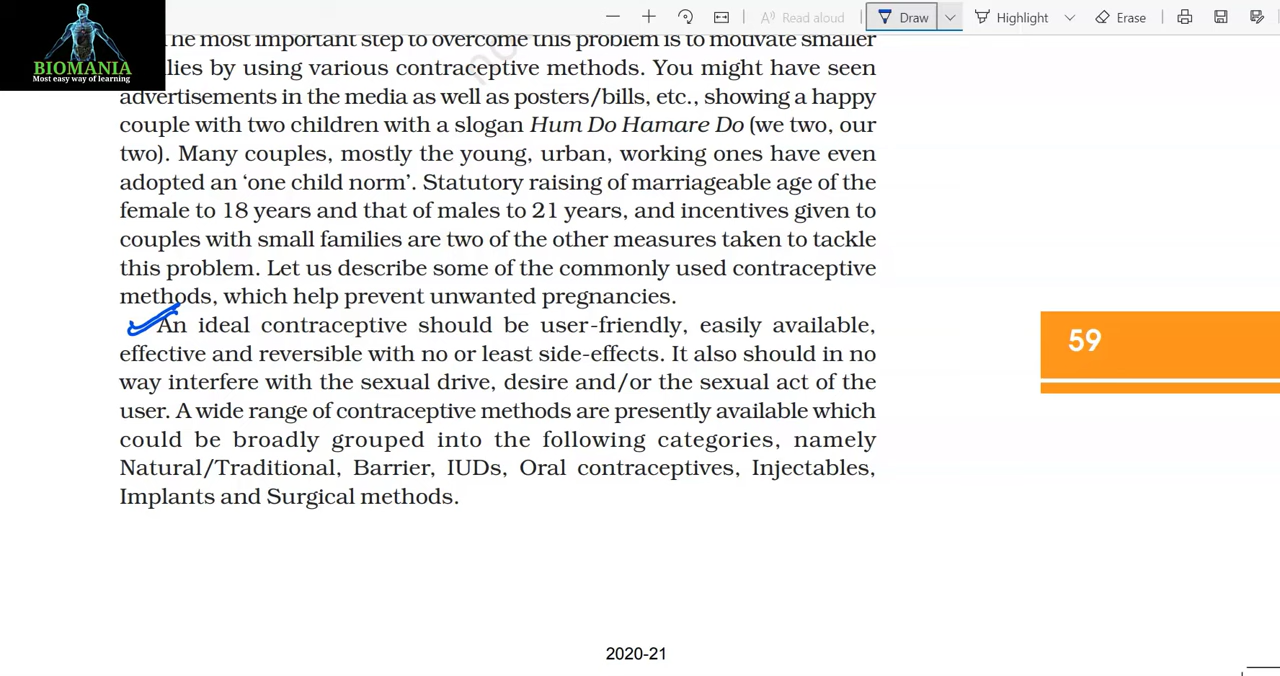 Read aloud
Draw
Highlight
Erase
BIOMANIA
Most easy way of learning
The most important step to overcome this problem is to motivate smaller
lies by using various contraceptive methods. You might have seen
advertisements in the media as well as posters/bills, etc., showing a happy
couple with two children with a slogan Hum Do Hamare Do (we two, our
two). Many couples, mostly the young, urban, working ones have even
adopted an ‘one child norm’. Statutory raising of marriageable age of the
female to 18 years and that of males to 21 years, and incentives given to
couples with small families are two of the other measures taken to tackle
this problem. Let us describe some of the commonly used contraceptive
methods, which help prevent unwanted pregnancies.
An ideal contraceptive should be user-friendly, easily available,
effective and reversible with no or least side-effects. It also should in no
way interfere with the sexual drive, desire and/or the sexual act of the
user. A wide range of contraceptive methods are presently available which
could be broadly grouped into the following categories, namely
Natural/Traditional, Barrier, IUDs, Oral contraceptives, Injectables,
Implants and Surgical methods.
59
2020-21